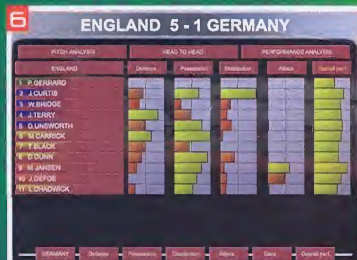 6
ENGLAND 5 - 1 GERMANY
PITCH ANALYSIS HEAD TO HEAD PERFORMANCE ANALYSIS
ENGLAND Defence Possession Distribution Attack Overall perf.
1 P.GERRARD
2 J.CURTIS
3 W.BRIDGE
4 J.TERRY
5 D.UNSWORTH
6 M.CARRICK
7 T.BLACK
8 D.DUNN
9 M.JANSEN
10 J.DEFOE
11 L.CHADWICK
GERMANY Defence Possession Distribution Attack Overall perf.